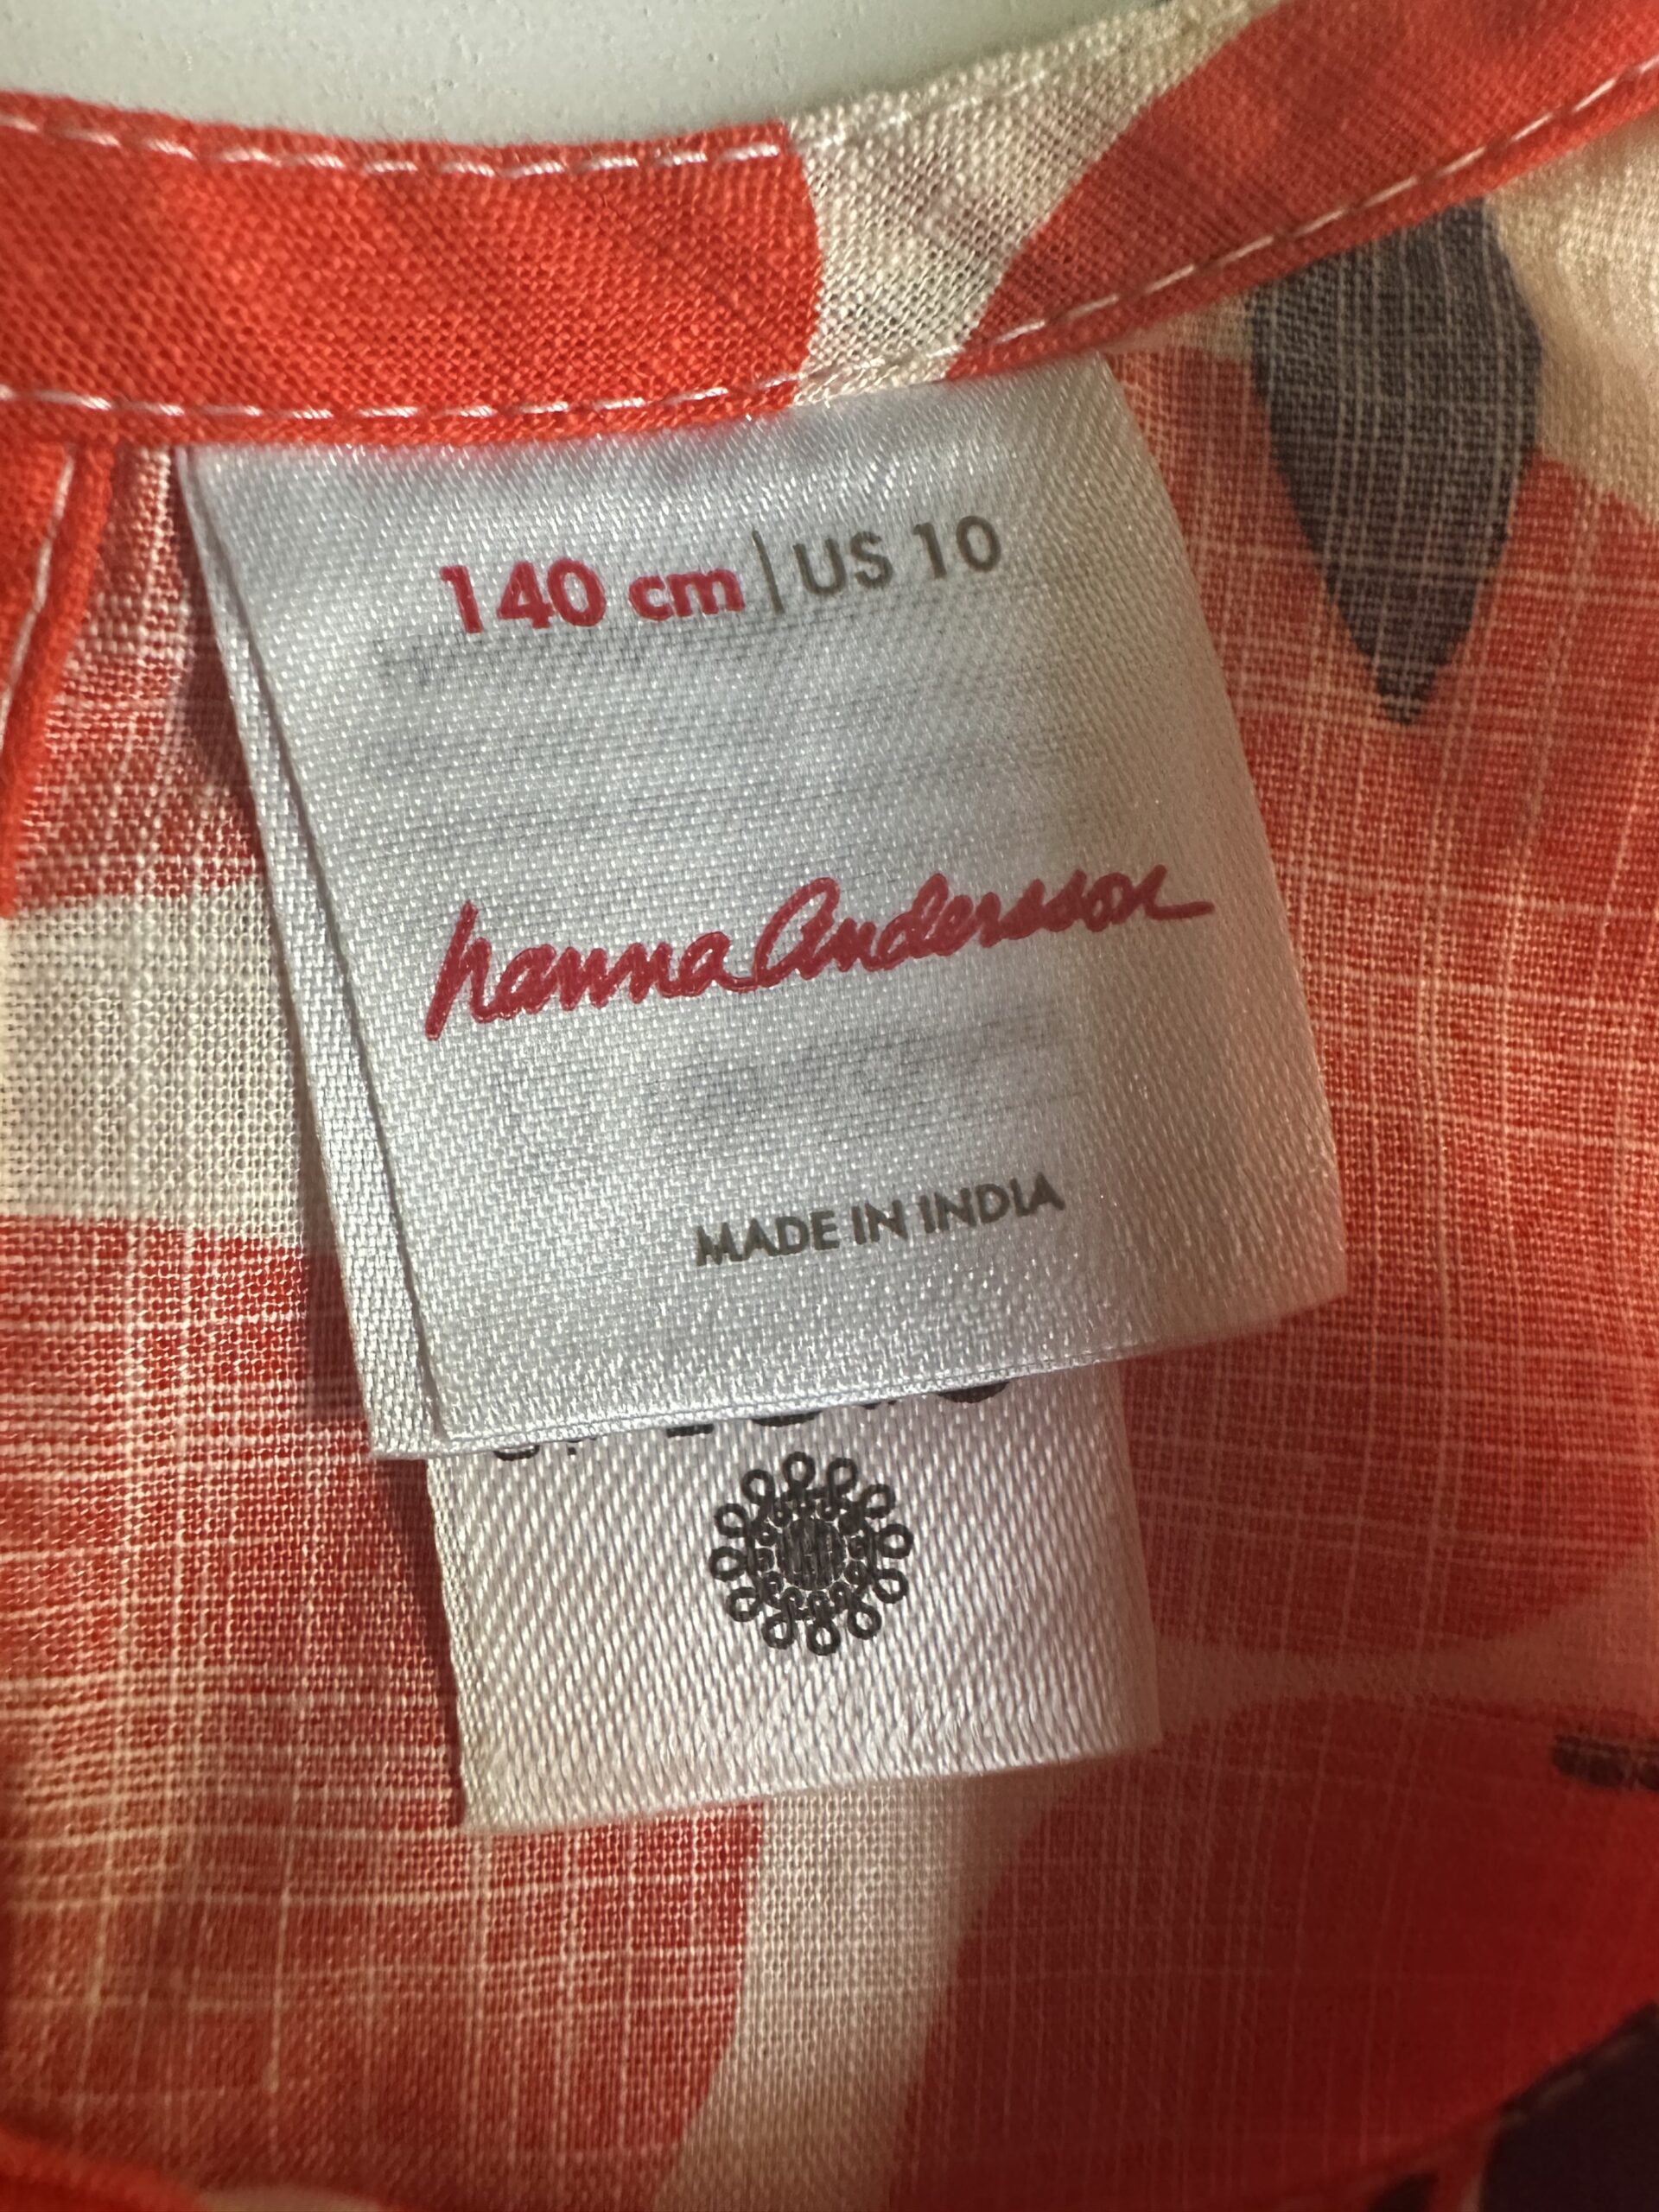 140 cm | US 10
hanna Andersson
MADE IN INDIA